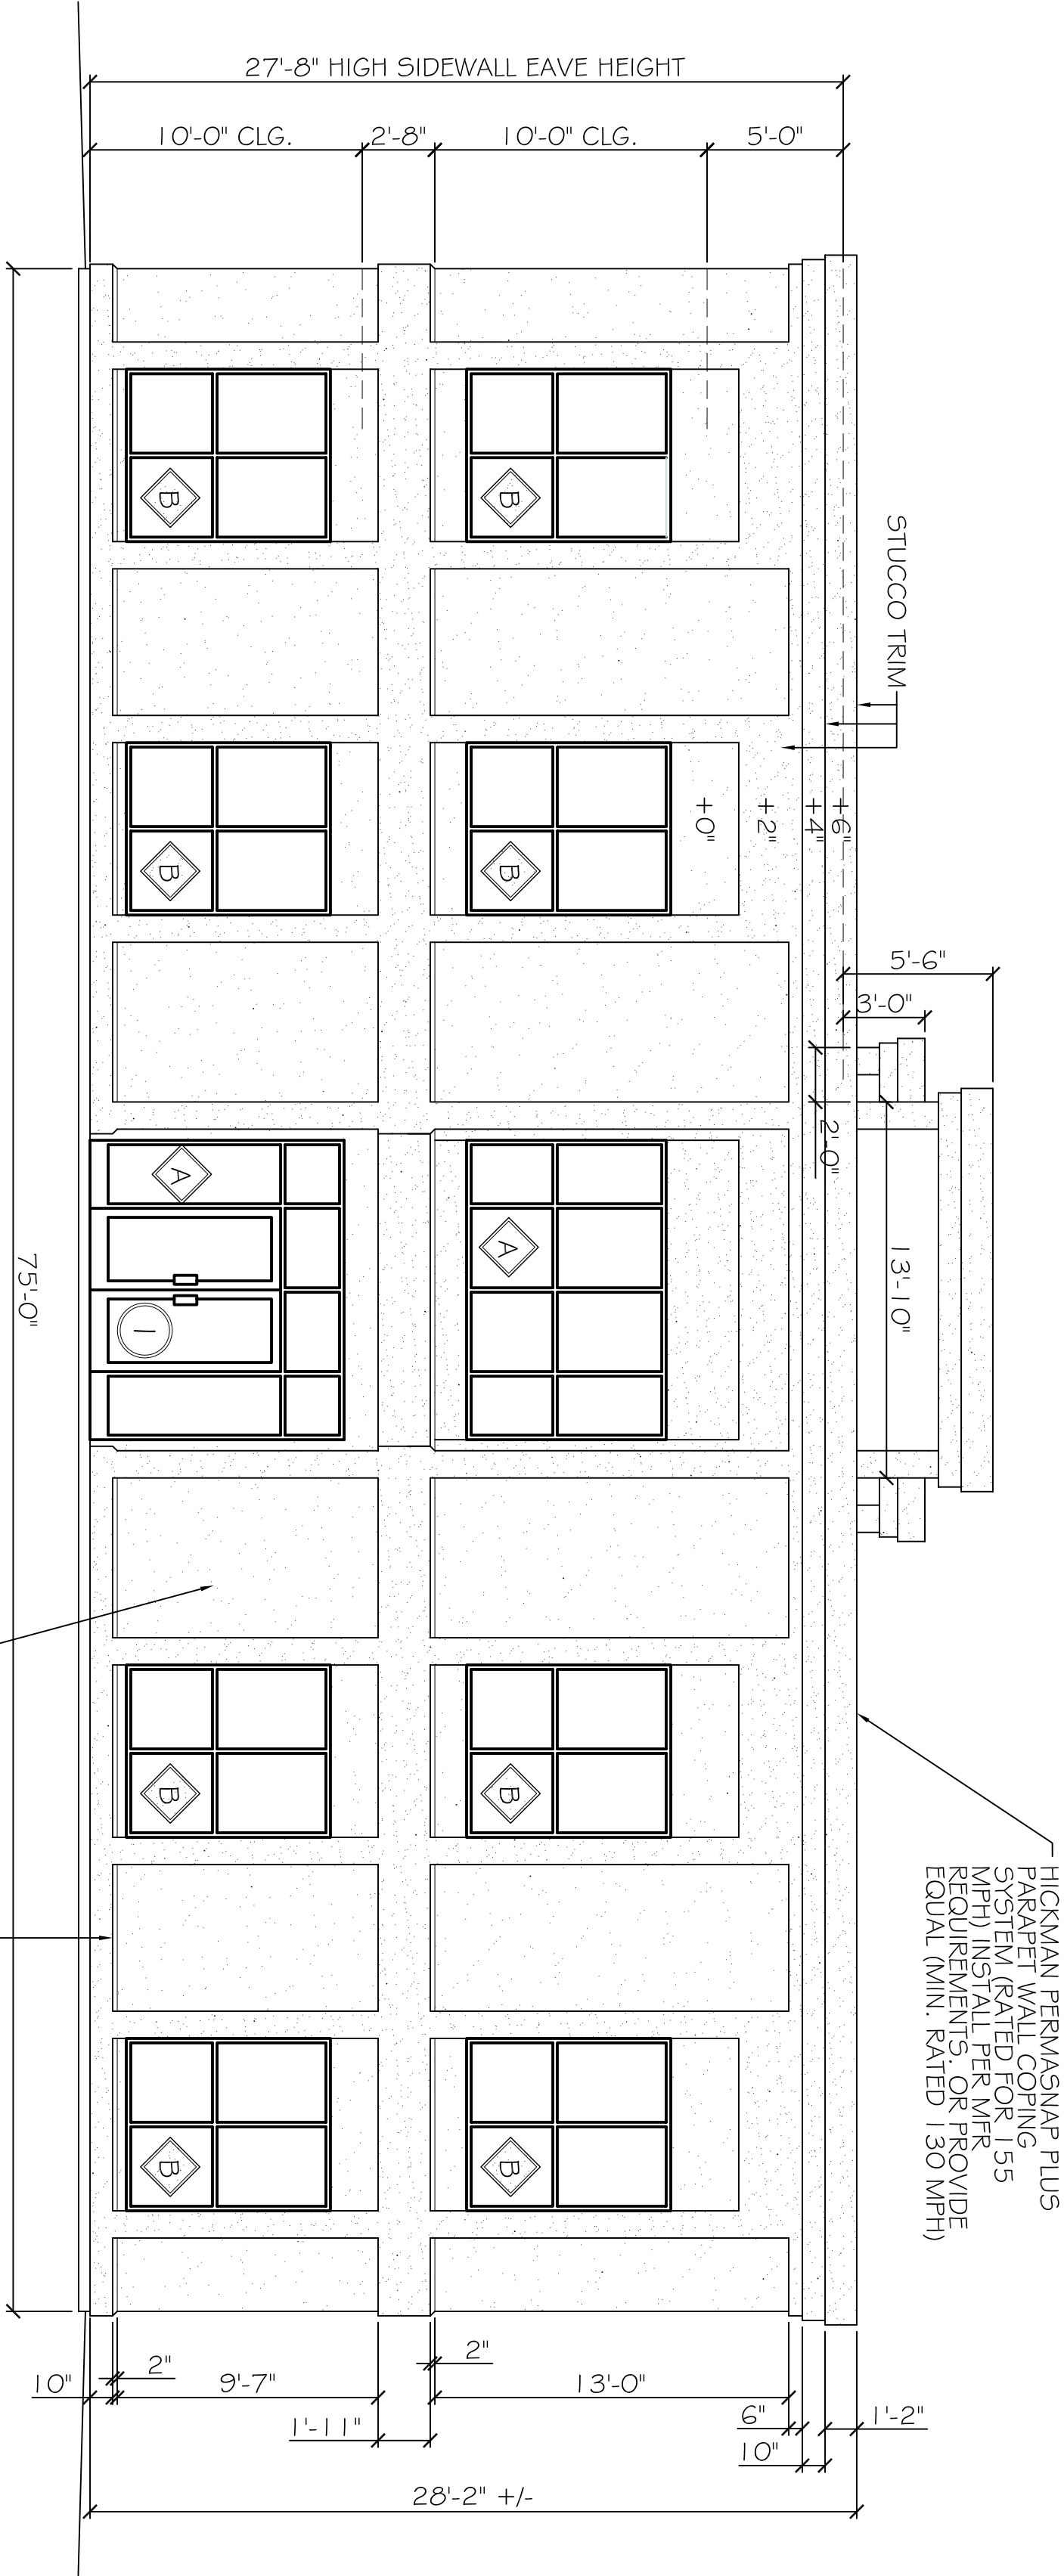 HICKMAN PERMASNAP PLUS
PARAPET WALL COPING
SYSTEM (RATED FOR 155
MPH) INSTALL PER MFR
REQUIREMENTS. OR PROVIDE
EQUAL (MIN. RATED 130 MPH)
STUCCO TRIM
5'-6"
3'-0"
2'-0"
13'-10"
+6"
+4"
+2"
+0"
27'-8" HIGH SIDEWALL EAVE HEIGHT
5'-0"
10'-0" CLG.
2'-8"
10'-0" CLG.
B
B
A
B
B
B
B
A
1
B
B
1'-2"
10"
6"
13'-0"
2"
1'-11"
9'-7"
2"
10"
28'-2" +/-
75'-0"